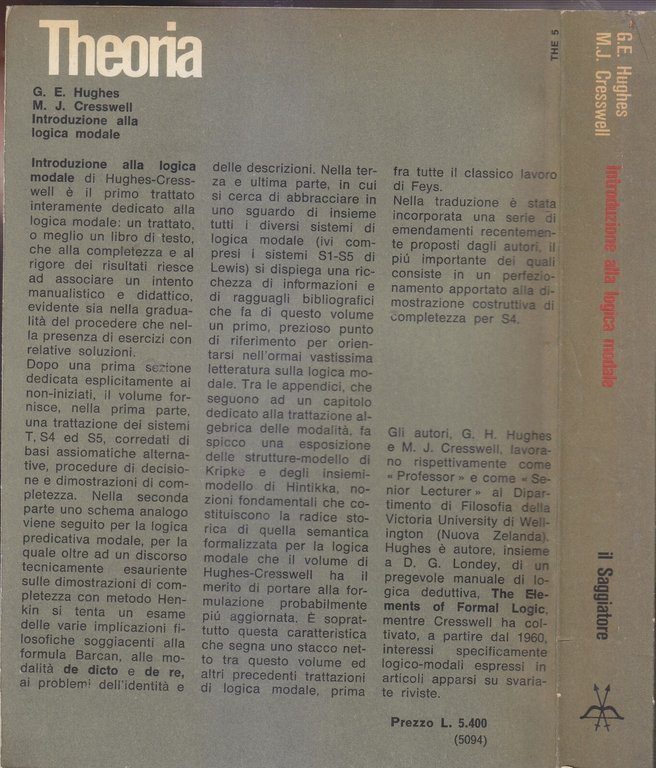 Theoria
G. E. Hughes
M. J. Cresswell
Introduzione alla
logica modale
Introduzione alla logica
modale di Hughes-Cress-
well è il primo trattato
interamente dedicato alla
logica modale: un trattato,
o meglio un libro di testo,
che alla completezza e al
rigore dei risultati riesce
ad associare un intento
manualistico e didattico,
evidente sia nella gradua-
lità del procedere che nel-
la presenza di esercizi con
relative soluzioni.
Dopo una prima sezione
dedicata esplicitamente ai
non-iniziati, il volume for-
nisce, nella prima parte,
una trattazione dei sistemi
T, S4 ed S5, corredati di
basi assiomatiche alterna-
tive, procedure di decisio-
ne e dimostrazioni di com-
pletezza. Nella seconda
parte uno schema analogo
viene seguito per la logica
predicativa modale, per la
quale oltre ad un discorso
tecnicamente esauriente
sulle dimostrazioni di com-
pletezza con metodo Hen-
kin si tenta un esame
delle varie implicazioni fi-
losofiche soggiacenti alla
formula Barcan, alle mo-
dalità de dicto e de re,
ai problemi dell'identità e
delle descrizioni. Nella ter-
za e ultima parte, in cui
si cerca di abbracciare in
uno sguardo di insieme
tutti i diversi sistemi di
logica modale (ivi com-
presi i sistemi S1-S5 di
Lewis) si dispiega una ric-
chezza di informazioni e
di ragguagli bibliografici
che fa di questo volume
un primo, prezioso punto
di riferimento per orien-
tarsi nell'ormai vastissima
letteratura sulla logica mo-
dale. Tra le appendici, che
seguono ad un capitolo
dedicato alla trattazione al-
gebrica delle modalità, fa
spicco una esposizione
delle strutture-modello di
Kripke e degli insiemi-
modello di Hintikka, no-
zioni fondamentali che co-
stituiscono la radice sto-
rica di quella semantica
formalizzata per la logica
modale che il volume di
Hughes-Cresswell ha il
merito di portare alla for-
mulazione probabilmente
piú aggiornata. È soprat-
tutto questa caratteristica
che segna uno stacco net-
to tra questo volume ed
altri precedenti trattazioni
di logica modale, prima
fra tutte il classico lavoro
di Feys.
Nella traduzione è stata
incorporata una serie di
emendamenti recentemen-
te proposti dagli autori, il
piú importante dei quali
consiste in un perfezio-
namento apportato alla di-
mostrazione costruttiva di
completezza per S4.
Gli autori, G. H. Hughes
e M. J. Cresswell, lavora-
no rispettivamente come
« Professor » e come « Se-
nior Lecturer » al Dipar-
timento di Filosofia della
Victoria University di Well-
ington (Nuova Zelanda).
Hughes è autore, insieme
a D. G. Londey, di un
pregevole manuale di lo-
gica deduttiva, The Ele-
ments of Formal Logic,
mentre Cresswell ha col-
tivato, a partire dal 1960,
interessi specificamente
logico-modali espressi in
articoli apparsi su svaria-
te riviste.
Prezzo L. 5.400
(5094)
THE 5
G.E. Hughes
M.J. Cresswell
Introduzione alla logica modale
il Saggiatore